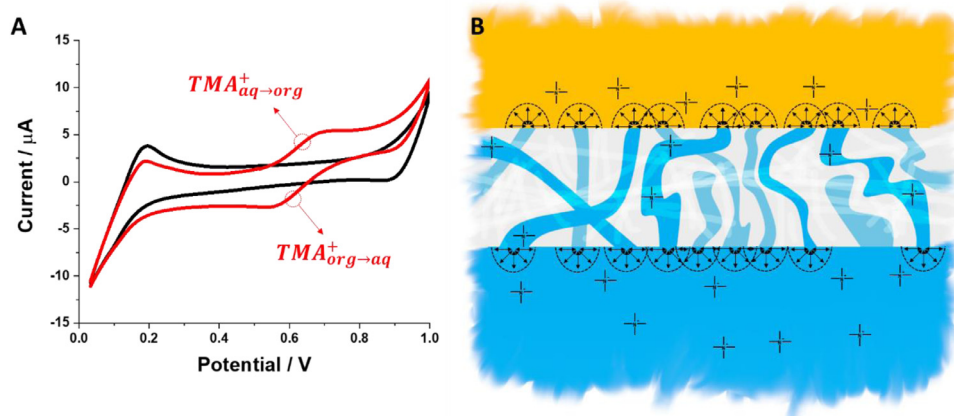 A
B
15
10
5
0
-5
-10
-15
Current / µA
TMA⁺aq→org
TMA⁺org→aq
0.0 0.2 0.4 0.6 0.8 1.0
Potential / V